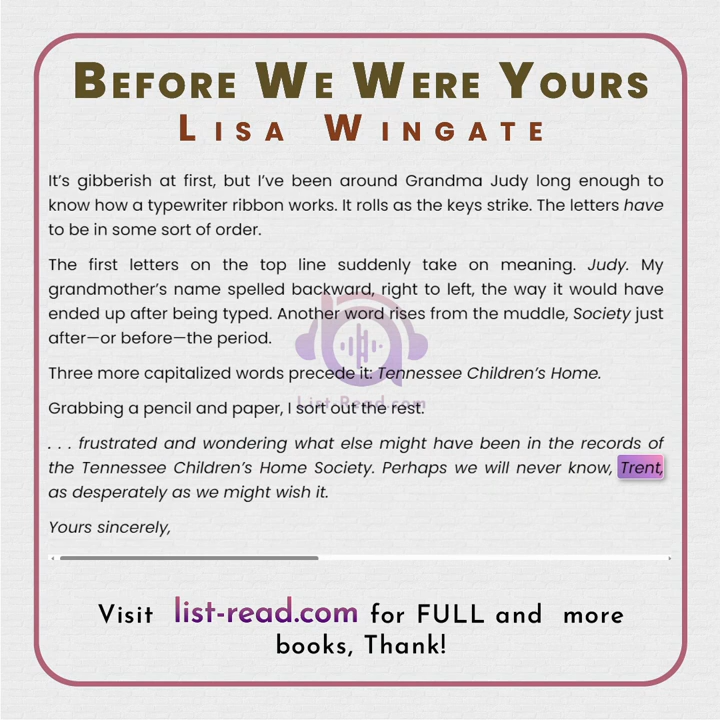 BEFORE WE WERE YOURS
LISA WINGATE
It's gibberish at first, but I've been around Grandma Judy long enough to
know how a typewriter ribbon works. It rolls as the keys strike. The letters have
to be in some sort of order.
The first letters on the top line suddenly take on meaning. Judy. My
grandmother's name spelled backward, right to left, the way it would have
ended up after being typed. Another word rises from the muddle, Society just
after—or before—the period.
Three more capitalized words precede it: Tennessee Children's Home.
List-Read.com
Grabbing a pencil and paper, I sort out the rest.
. . . frustrated and wondering what else might have been in the records of
the Tennessee Children's Home Society. Perhaps we will never know, Trent,
as desperately as we might wish it.
Yours sincerely,
Visit list-read.com for FULL and more
books, Thank!